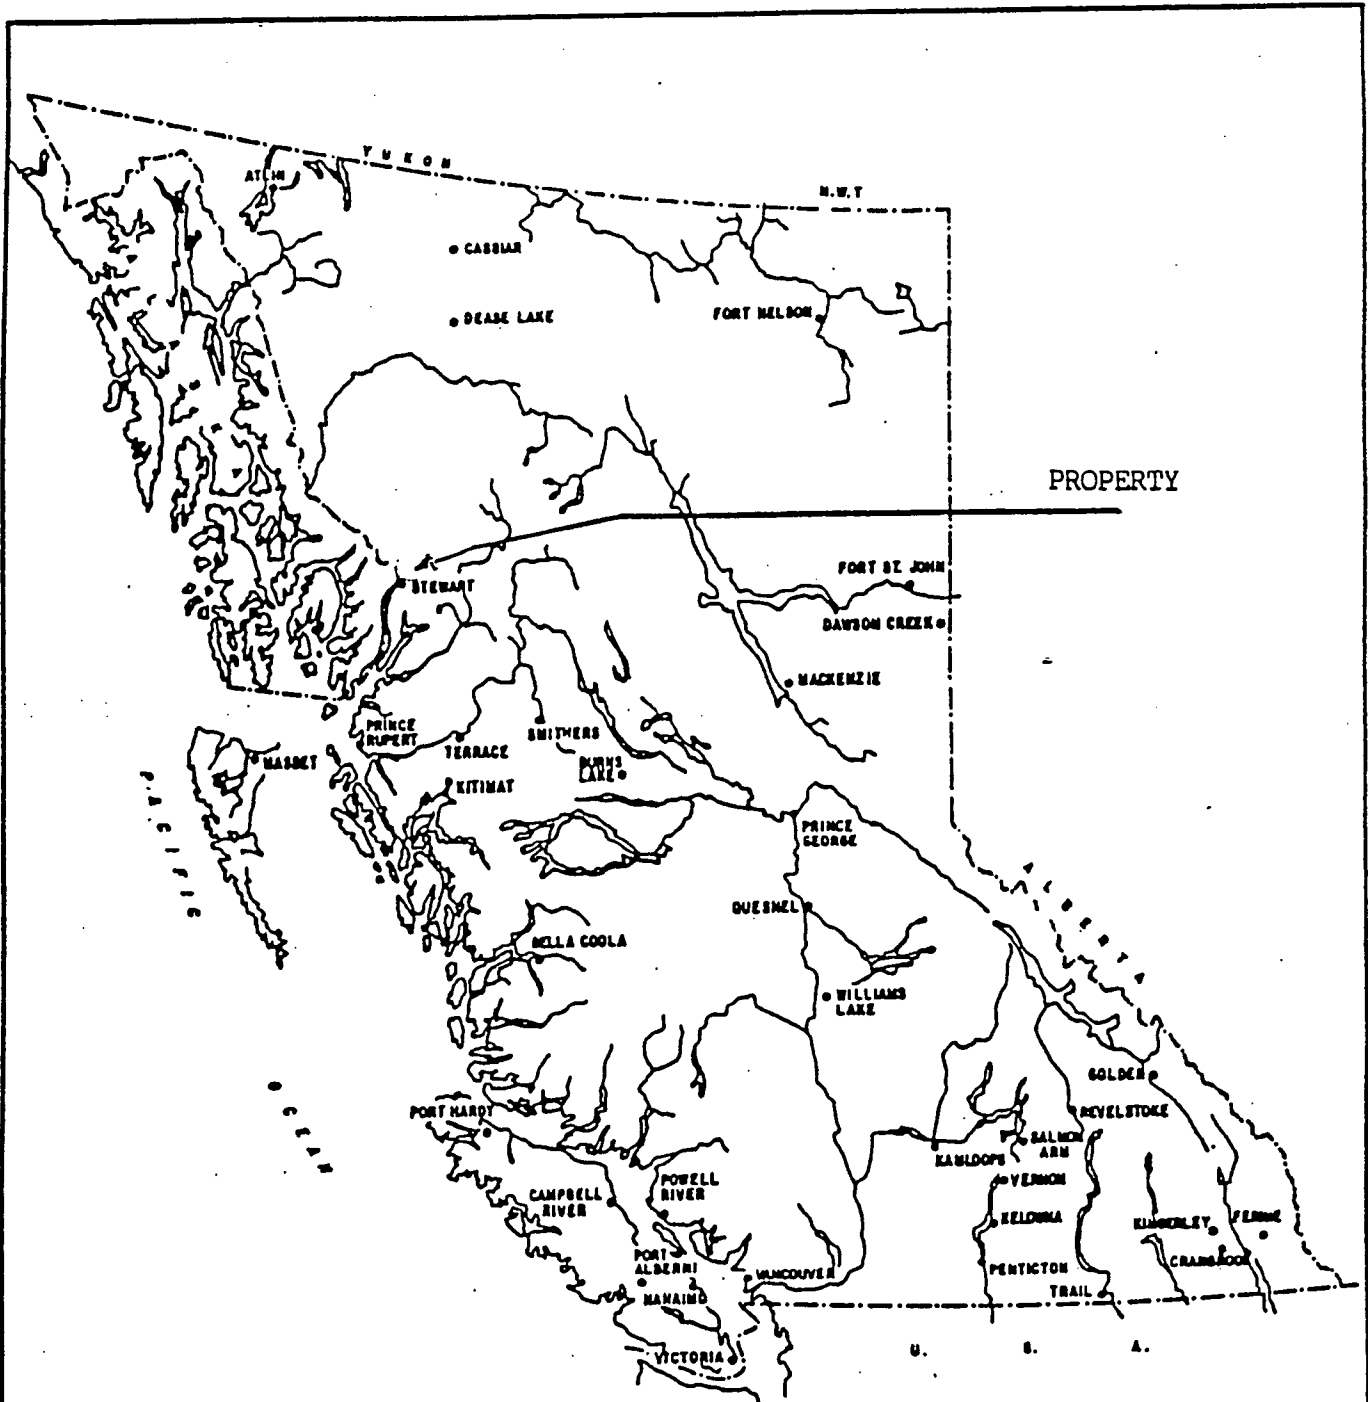 YUKON
N.W.T
ATLIN
CASSIAR
DEASE LAKE
FORT NELSON
PROPERTY
STEWART
FORT ST. JOHN
DAWSON CREEK
MACKENZIE
PRINCE
RUPERT
TERRACE
SMITHERS
BURNS
LAKE
MASSET
KITIMAT
PACIFIC
PRINCE
GEORGE
ALBERTA
QUESNEL
BELLA COOLA
WILLIAMS
LAKE
OCEAN
GOLDEN
PORT HARDY
REVELSTOKE
SALMON
ARM
KAMLOOPS
VERNON
POWELL
RIVER
CAMPBELL
RIVER
KELOWNA
KIMBERLEY
FERNIE
PORT
ALBERNI
CRANBROOK
PENTICTON
VANCOUVER
TRAIL
NANAIMO
VICTORIA
U. S. A.